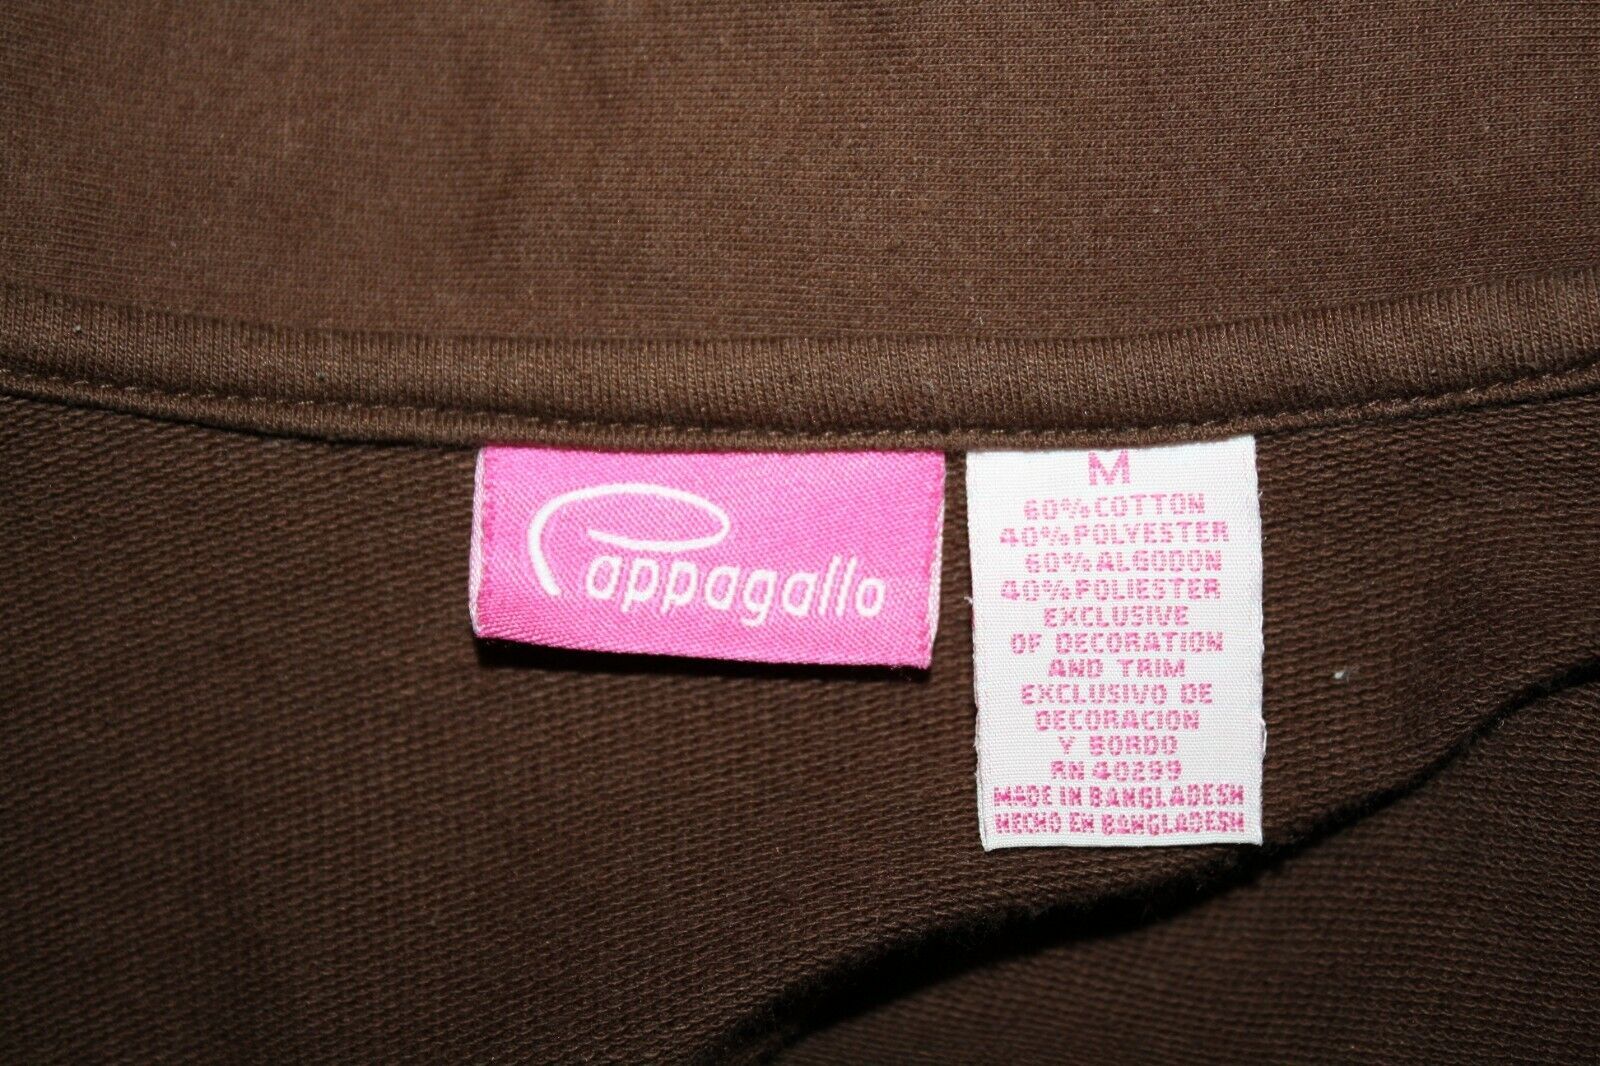 Pappagallo
M
60% COTTON
40% POLYESTER
60% ALGODON
40% POLIESTER
EXCLUSIVE
OF DECORATION
AND TRIM
EXCLUSIVO DE
DECORACION
Y BORDO
RN 40299
MADE IN BANGLADESH
HECHO EN BANGLADESH